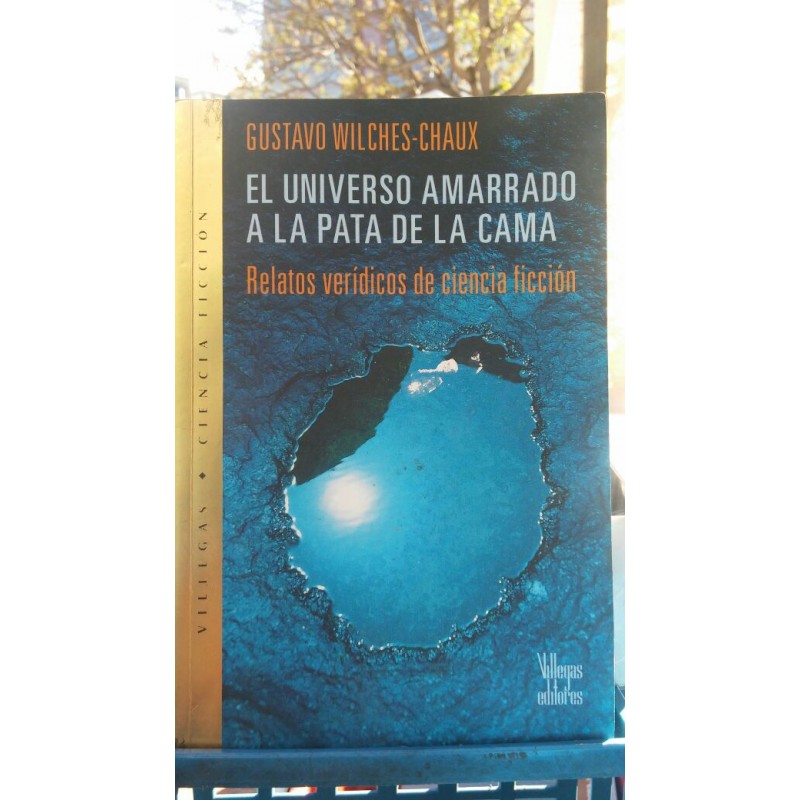 GUSTAVO WILCHES-CHAUX
EL UNIVERSO AMARRADO
A LA PATA DE LA CAMA
Relatos verídicos de ciencia ficción
VILLEGAS ♦ CIENCIA FICCION
Villegas
editores